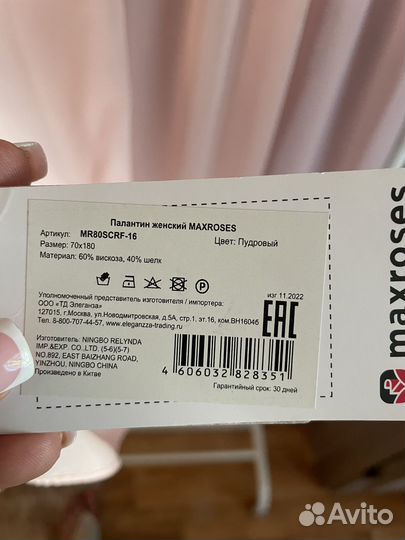 Палантин женский MAXROSES
Артикул: MR80SCRF-16
Размер: 70x180 Цвет: Пудровый
Материал: 60% вискоза, 40% шелк
Уполномоченный представитель изготовителя / импортера:
ООО «ТД Элеганза»
127015, г.Москва, ул.Новодмитровская, д.5А, стр.1, эт.16, ком.ВН16046
Тел. 8-800-707-44-57, www.eleganzza-trading.ru
изг 11.2022
EAC
Изготовитель: NINGBO RELYNDA
IMP.&EXP. CO.,LTD. (5-6)(5-7)
NO.892, EAST BAIZHANG ROAD,
YINZHOU, NINGBO CHINA
Произведено в Китае
4 606032 828351
Гарантийный срок: 30 дней
maxroses
Avito